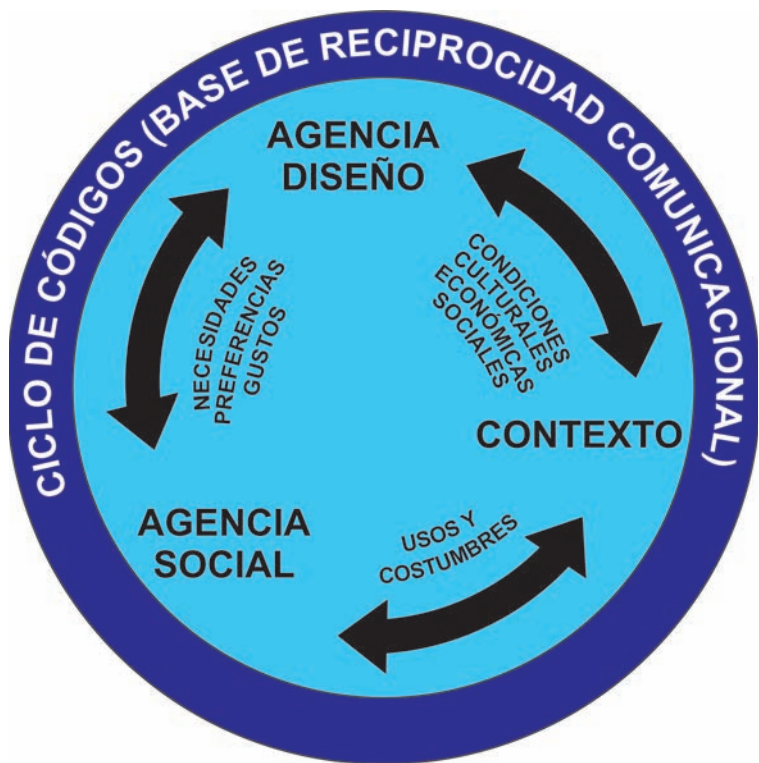 CICLO DE CÓDIGOS (BASE DE RECIPROCIDAD COMUNICACIONAL)
AGENCIA
DISEÑO
NECESIDADES
PREFERENCIAS
GUSTOS
CONDICIONES
CULTURALES
ECONÓMICAS
SOCIALES
CONTEXTO
AGENCIA
SOCIAL
USOS Y
COSTUMBRES